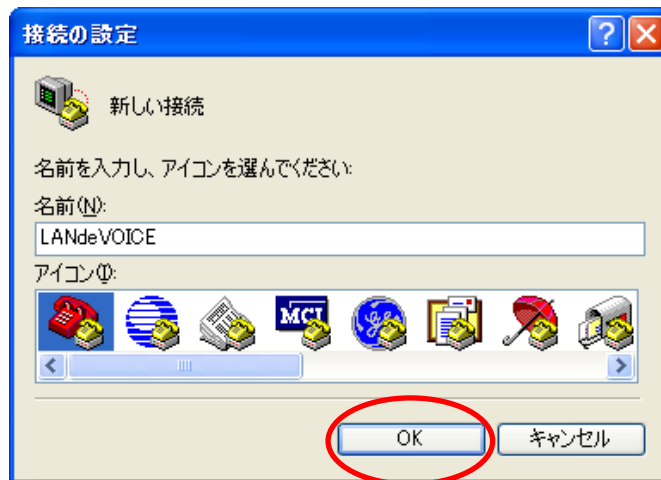 接続の設定
新しい接続
名前を入力し、アイコンを選んでください:
名前(N):
LANdeVOICE
アイコン(I):
MCI
OK
キャンセル